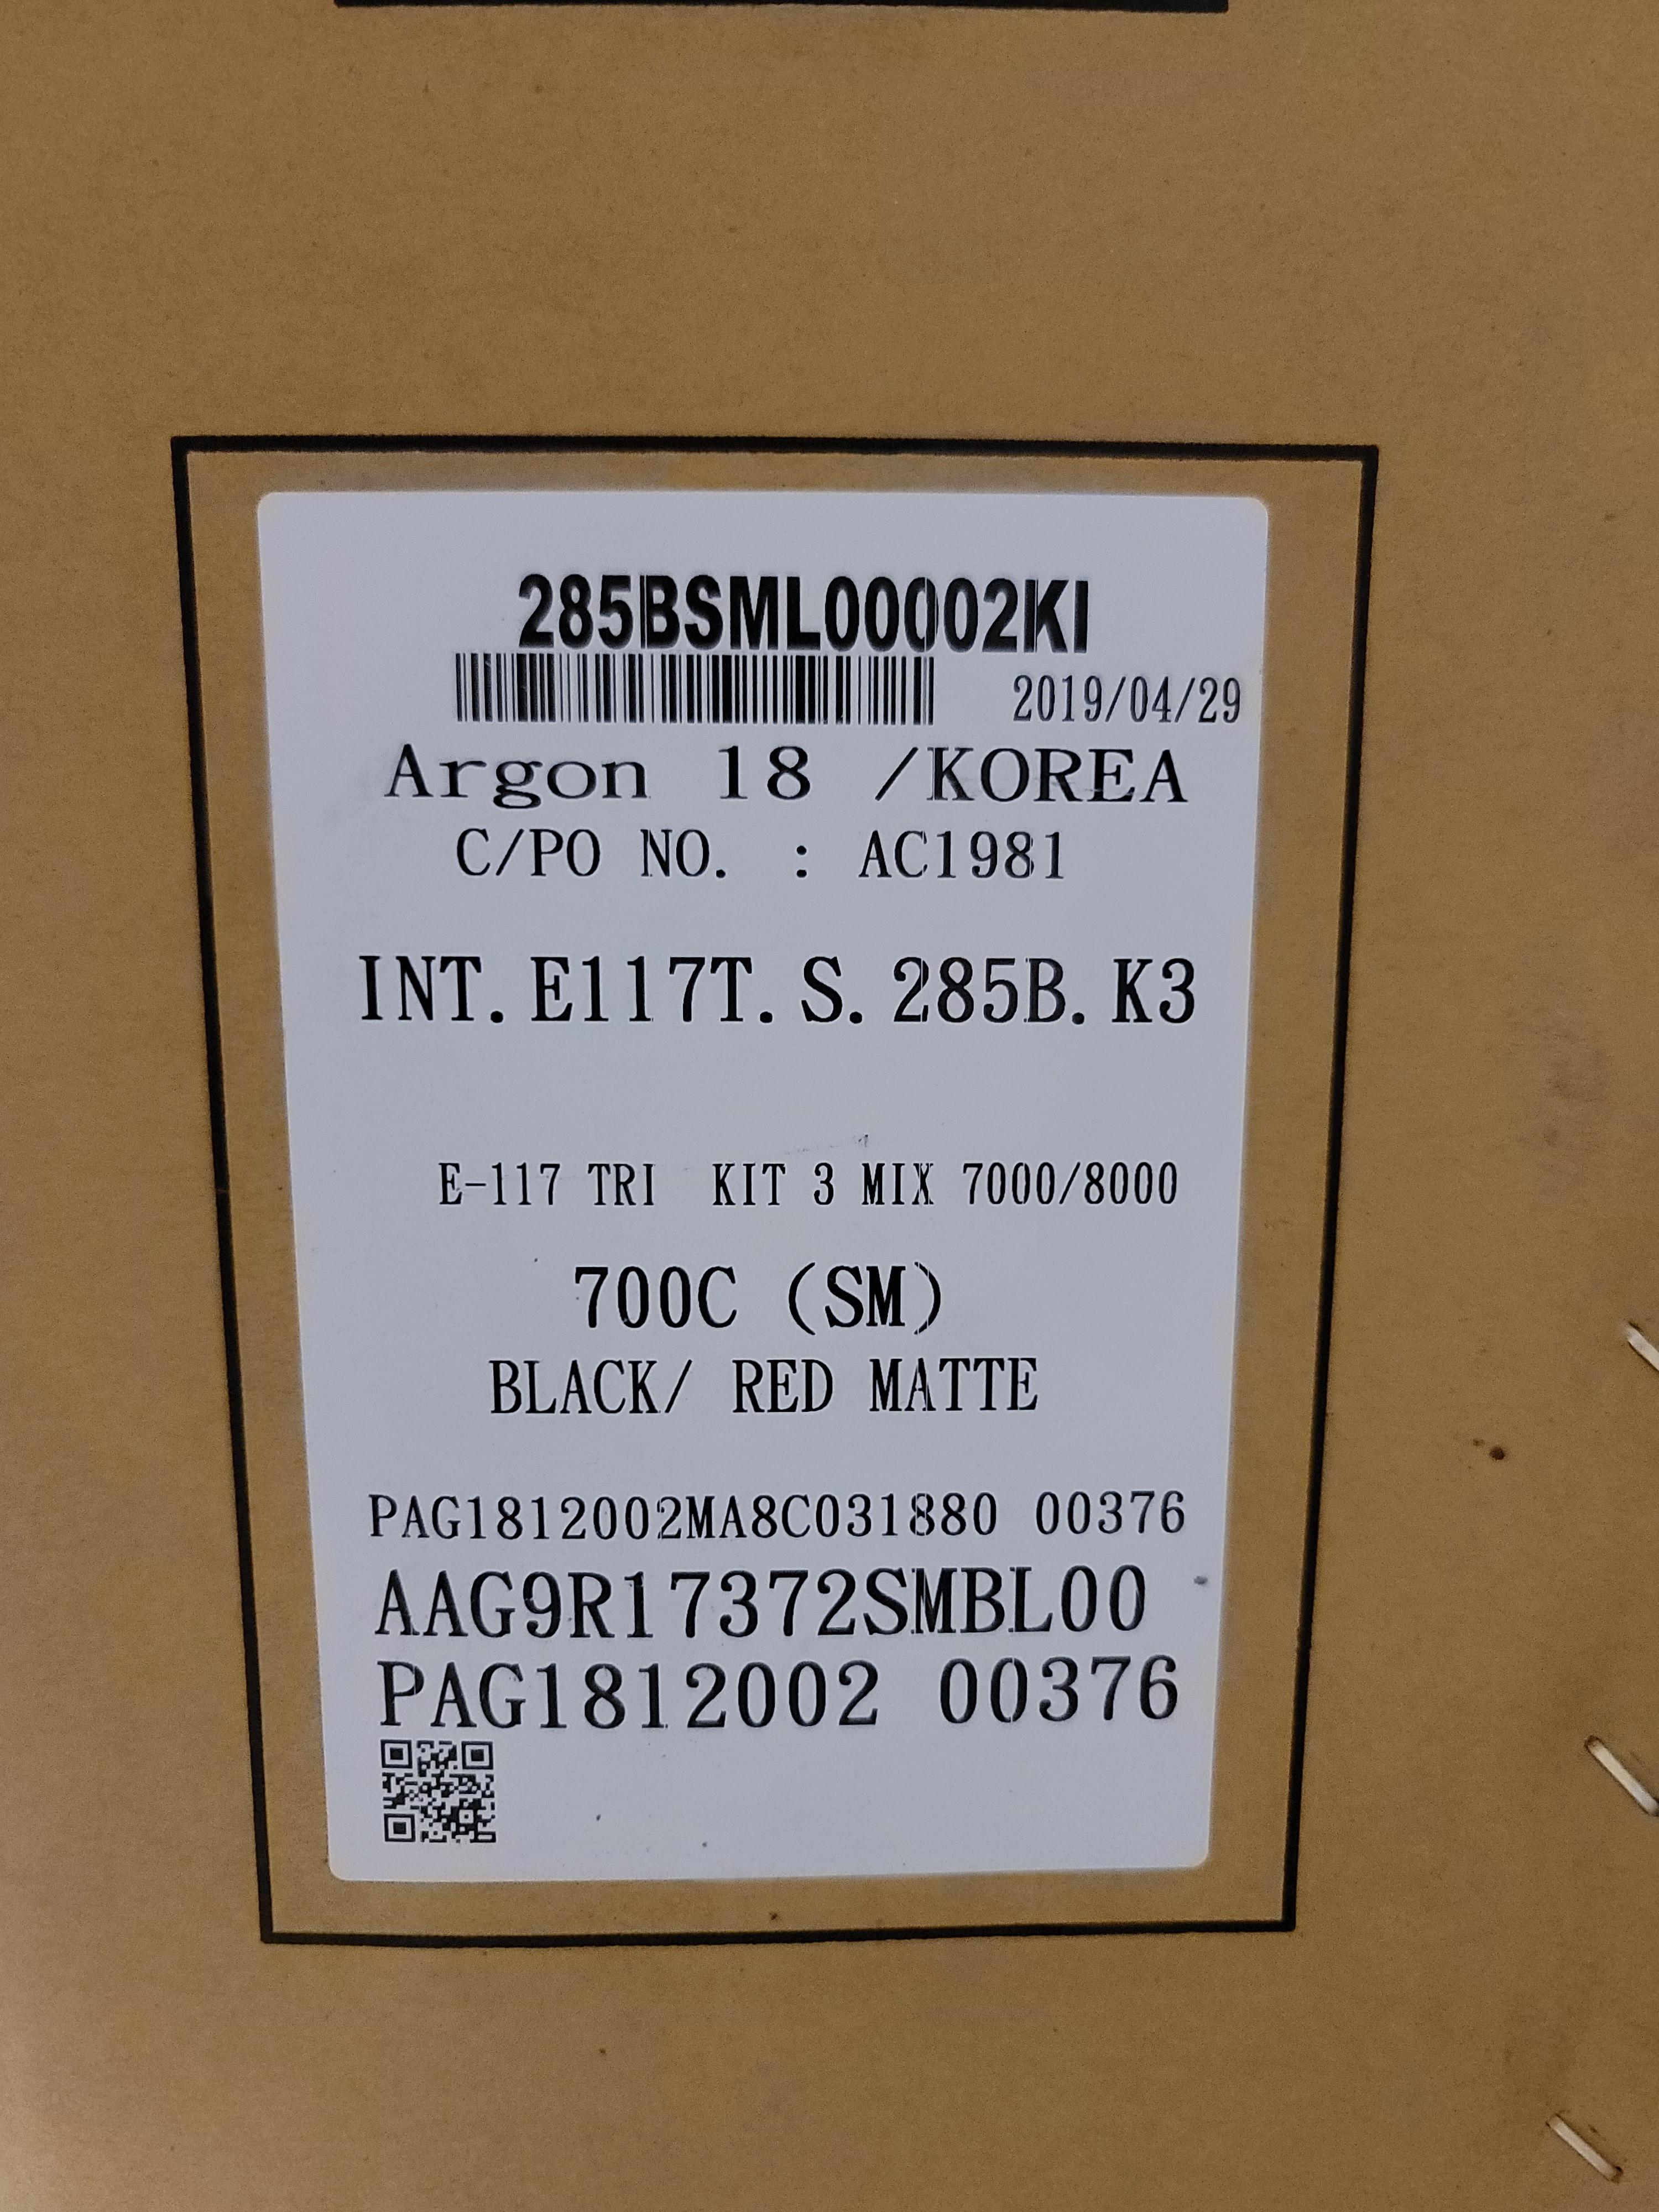 285BSML00002KI
2019/04/29
Argon 18 /KOREA
C/PO NO. : AC1981
INT.E117T.S.285B.K3
E-117 TRI KIT 3 MIX 7000/8000
700C (SM)
BLACK/ RED MATTE
PAG1812002MA8C031880 00376
AAG9R17372SMBL00
PAG1812002 00376